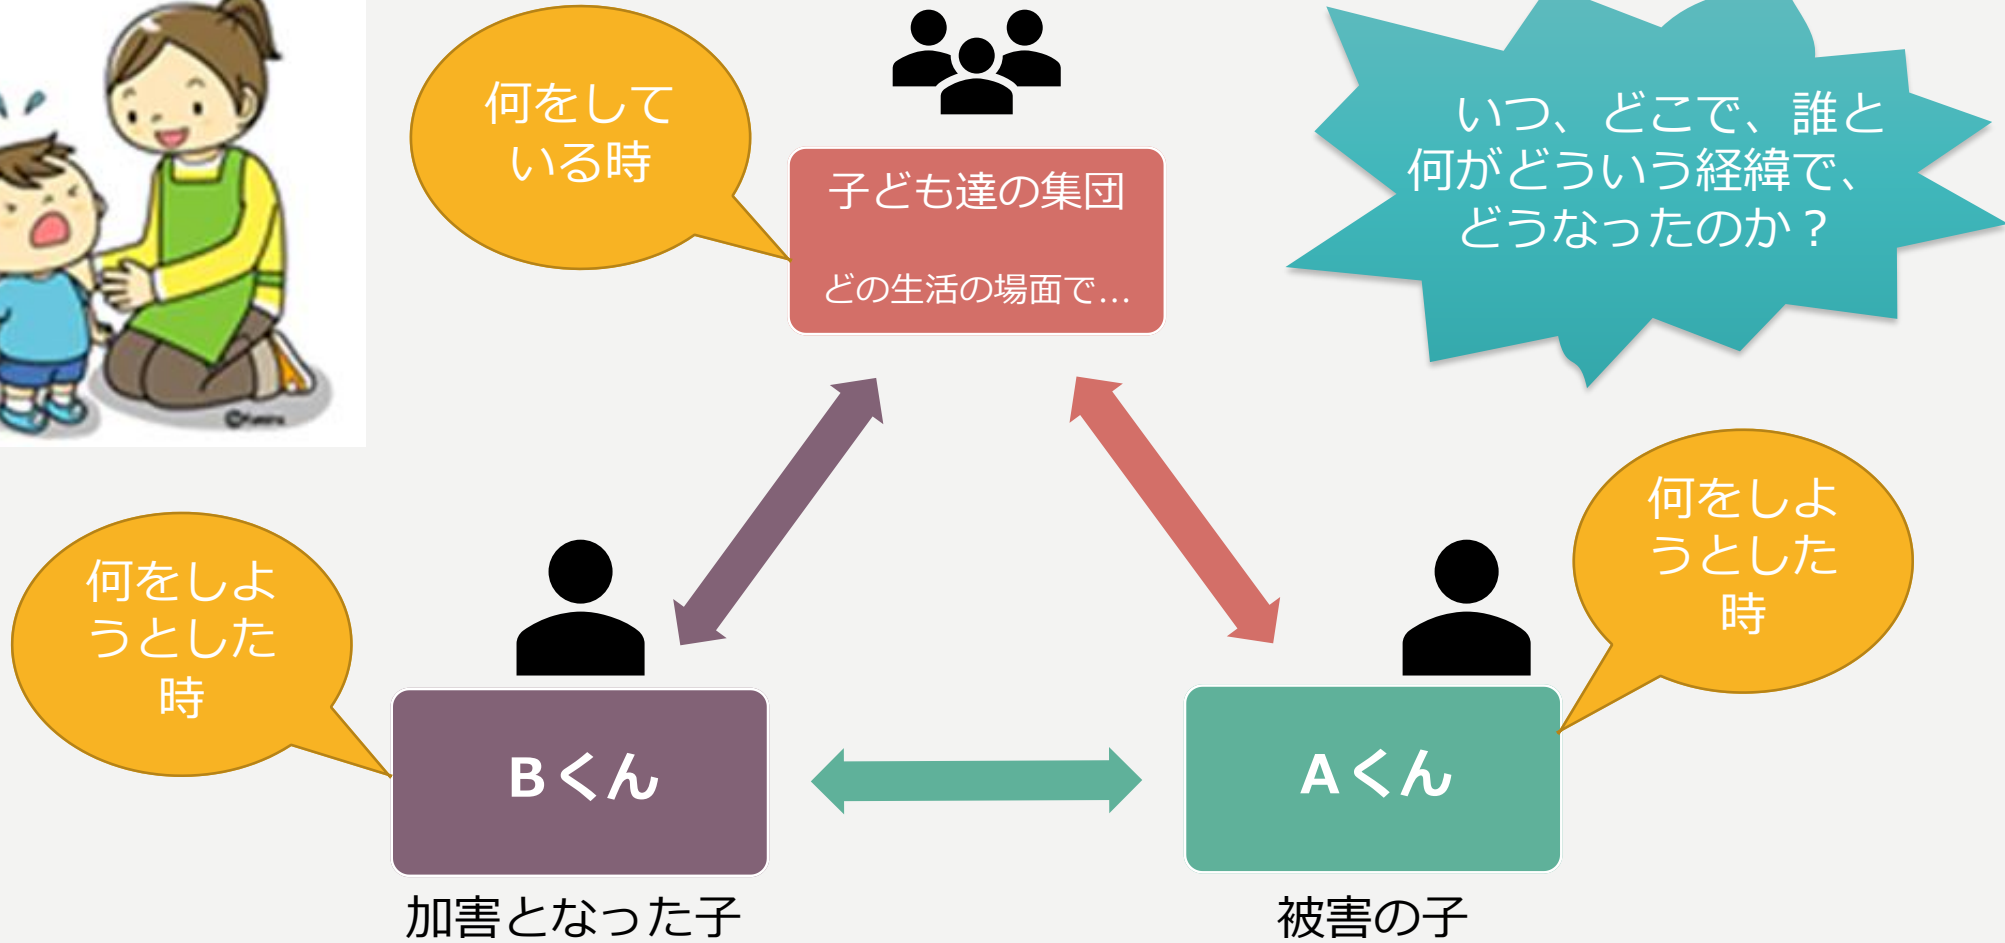 何をして
いる時
子ども達の集団
どの生活の場面で…
いつ、どこで、誰と
何がどういう経緯で、
どうなったのか？
何をしよ
うとした
時
Bくん
加害となった子
何をしよ
うとした
時
Aくん
被害の子